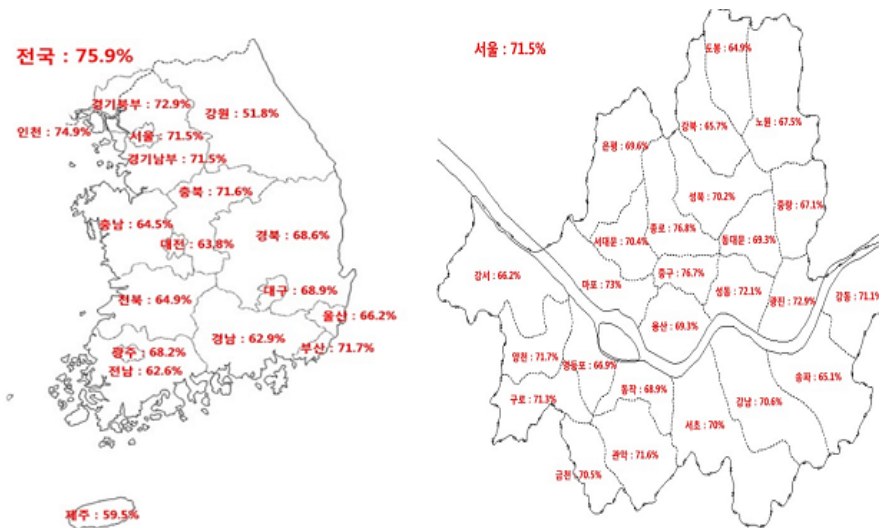 전국 : 75.9%
경기북부 : 72.9%
강원 : 51.8%
인천 : 74.9%
서울 : 71.5%
경기남부 : 71.5%
충북 : 71.6%
충남 : 64.5%
경북 : 68.6%
대전 : 63.8%
대구 : 68.9%
전북 : 64.9%
울산 : 66.2%
경남 : 62.9%
부산 : 71.7%
광주 : 68.2%
전남 : 62.6%
제주 : 59.5%
서울 : 71.5%
도봉 : 64.9%
강북 : 65.7%
노원 : 67.5%
은평 : 69.6%
성북 : 70.2%
중랑 : 67.1%
종로 : 76.8%
서대문 : 70.4%
동대문 : 69.3%
강서 : 66.2%
중구 : 76.7%
마포 : 73%
성동 : 72.1%
광진 : 72.9%
강동 : 71.1%
용산 : 69.3%
양천 : 71.7%
영등포 : 66.9%
송파 : 65.1%
동작 : 68.9%
구로 : 71.3%
강남 : 70.6%
서초 : 70%
관악 : 71.6%
금천 : 70.5%